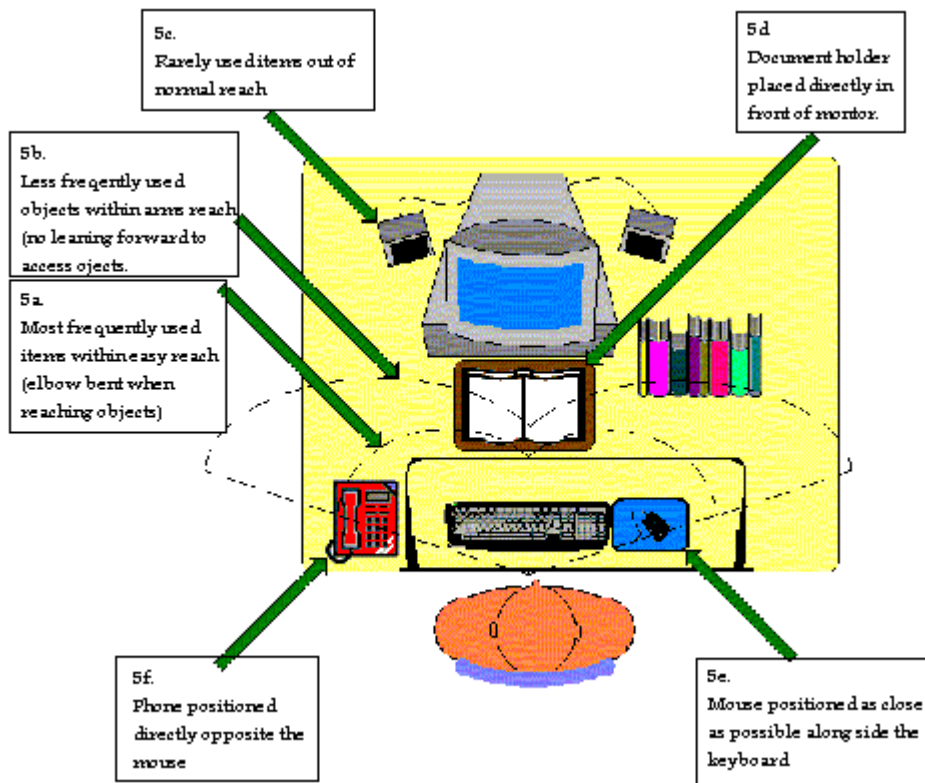 5c.
Rarely used items out of
normal reach
5d
Document holder
placed directly in
front of montor.
5b.
Less freqently used
objects within arms reach
(no leaning forward to
access ojects.
5a.
Most frequently used
items within easy reach
(elbow bent when
reaching objects)
5f.
Phone positioned
directly opposite the
mouse
5e.
Mouse positioned as close
as possible along side the
keyboard